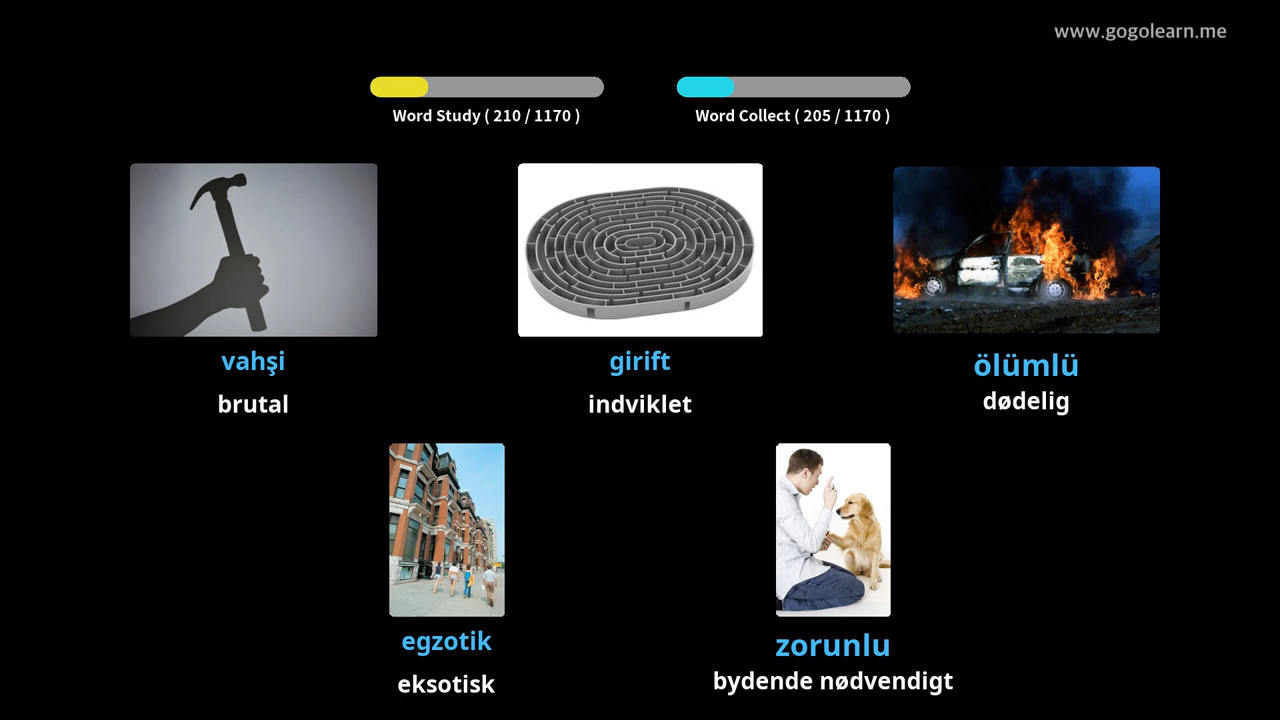 www.gogolearn.me
Word Study ( 210 / 1170 )
Word Collect ( 205 / 1170 )
vahşi
brutal
girift
indviklet
ölümlü
dødelig
egzotik
eksotisk
zorunlu
bydende nødvendigt